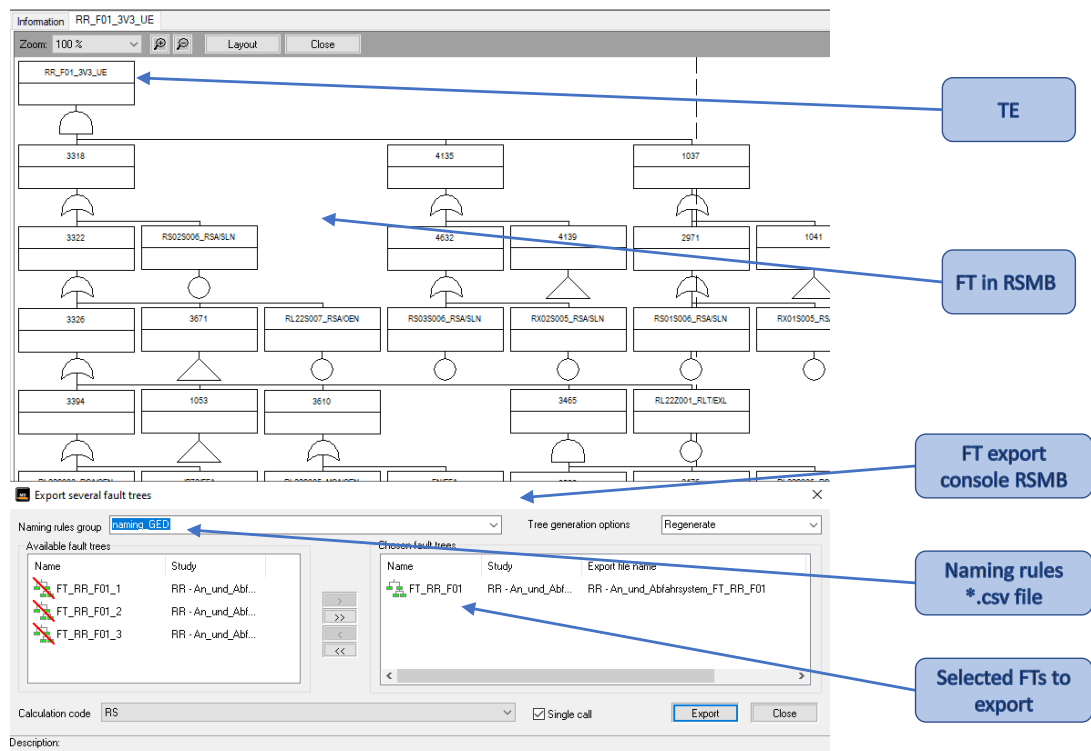 Information RR_F01_3V3_UE
Zoom: 100 % Layout Close
RR_F01_3V3_UE
TE
3318 4135 1037
3322 RS02S006_RSA/SLN 4632 4139 2971 1041
FT in RSMB
3326 3671 RL22S007_RSA/OEN RS03S006_RSA/SLN RX02S005_RSA/SLN RS01S006_RSA/SLN RX01S005_RS
3394 1053 3610 3465 RL22Z001_RLT/EXL
FT export
console RSMB
Export several fault trees
Naming rules group naming_GED Tree generation options Regenerate
Available fault trees Chosen fault trees
Name Study Name Study Export file name
FT_RR_F01_1 RR - An_und_Abf... FT_RR_F01 RR - An_und_Abf... RR - An_und_Abfahrsystem_FT_RR_F01
FT_RR_F01_2 RR - An_und_Abf...
FT_RR_F01_3 RR - An_und_Abf...
>
>>
<
<<
Naming rules
*.csv file
Selected FTs to
export
Calculation code RS Single call Export Close
Description: